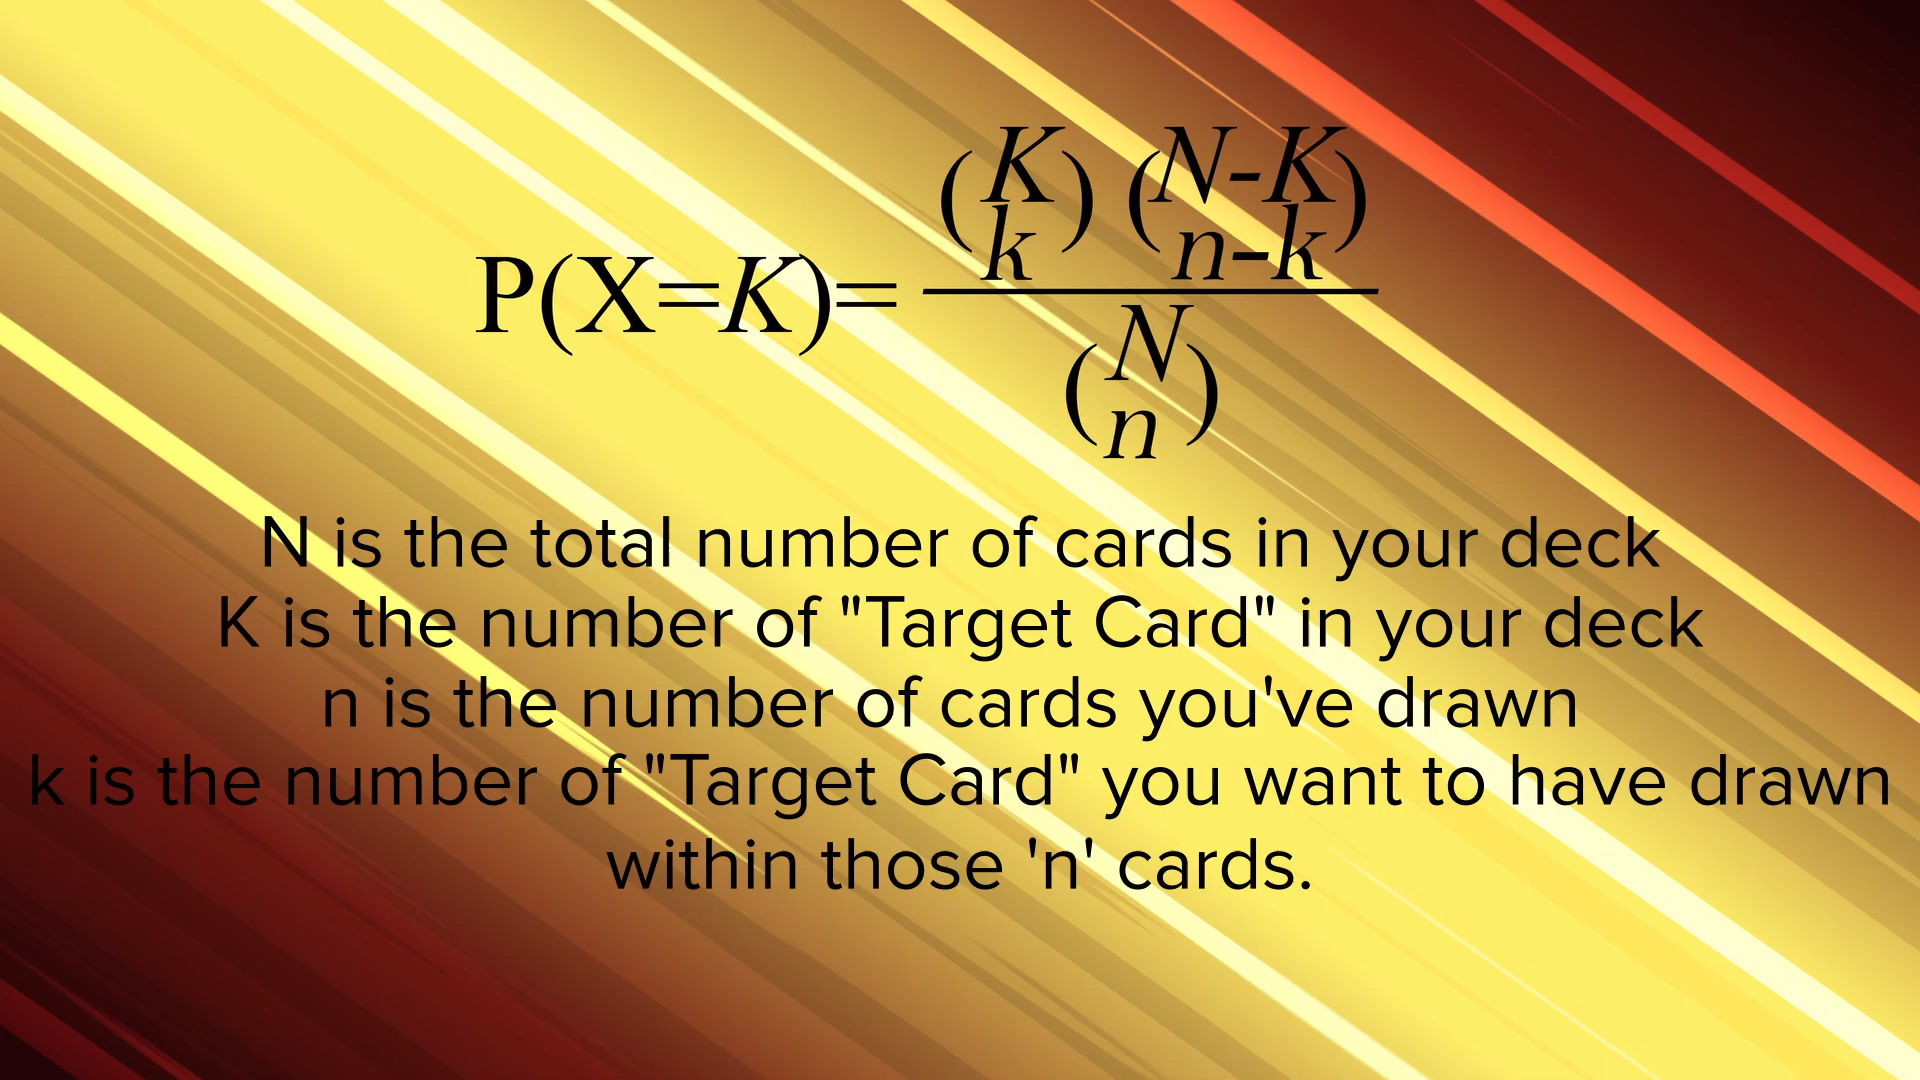 P(X=K)= (K k) (N-K n-k) / (N n)
N is the total number of cards in your deck
K is the number of "Target Card" in your deck
n is the number of cards you've drawn
k is the number of "Target Card" you want to have drawn
within those 'n' cards.